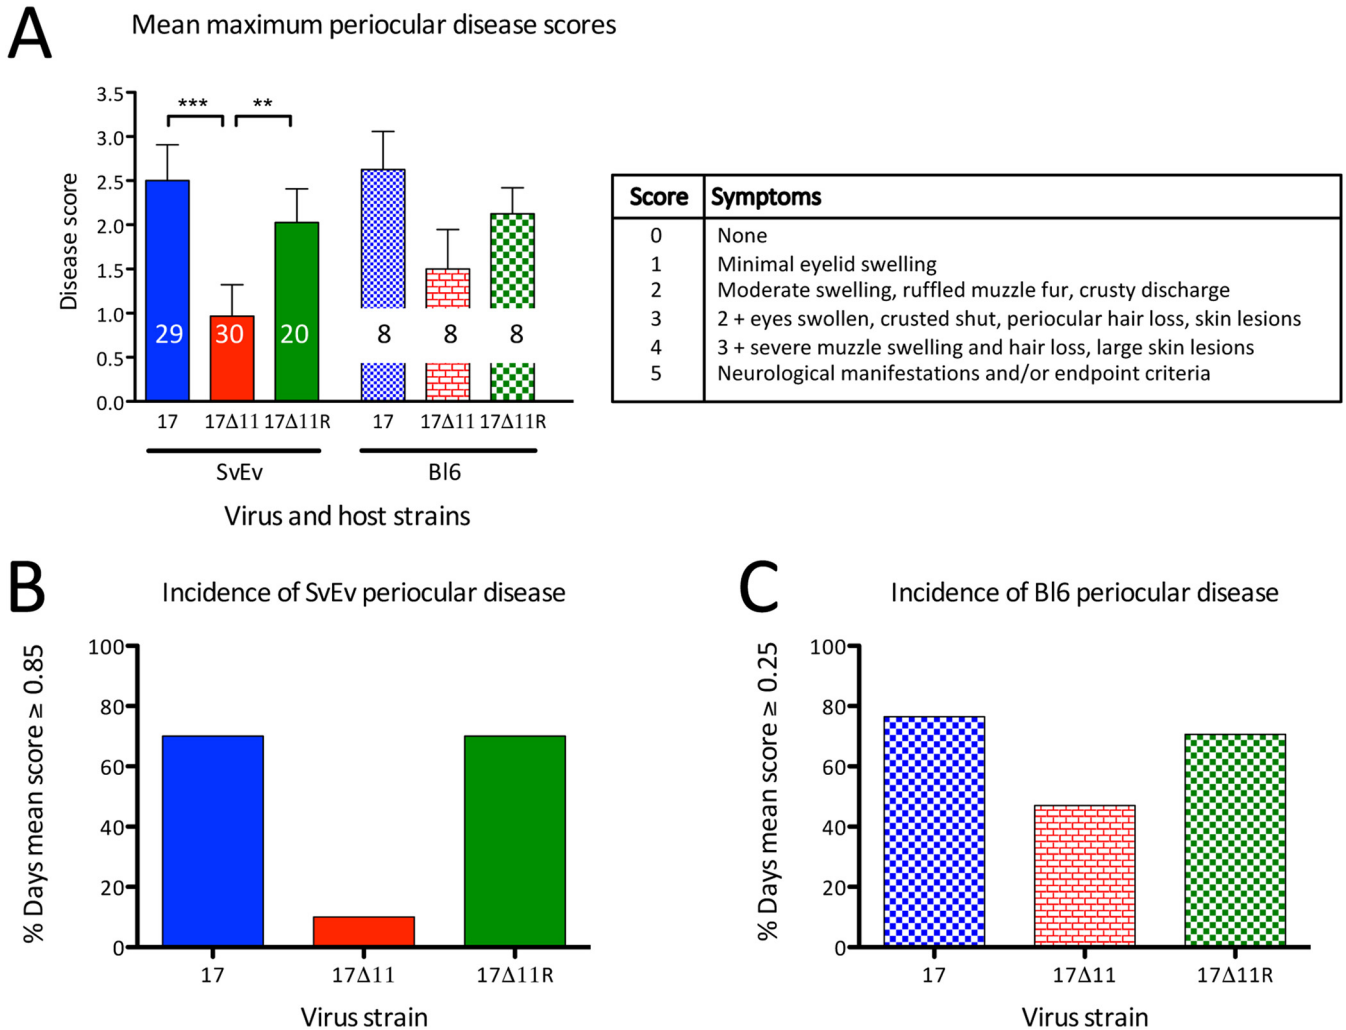 A
Mean maximum periocular disease scores
Disease score
3.5
3.0
2.5
2.0
1.5
1.0
0.5
0.0
*** **
29 30 20 8 8 8
17 17Δ11 17Δ11R 17 17Δ11 17Δ11R
SvEv Bl6
Virus and host strains
Score Symptoms
0 None
1 Minimal eyelid swelling
2 Moderate swelling, ruffled muzzle fur, crusty discharge
3 2 + eyes swollen, crusted shut, periocular hair loss, skin lesions
4 3 + severe muzzle swelling and hair loss, large skin lesions
5 Neurological manifestations and/or endpoint criteria
B
Incidence of SvEv periocular disease
% Days mean score ≥ 0.85
100
80
60
40
20
0
17 17Δ11 17Δ11R
Virus strain
C
Incidence of Bl6 periocular disease
% Days mean score ≥ 0.25
100
80
60
40
20
0
17 17Δ11 17Δ11R
Virus strain